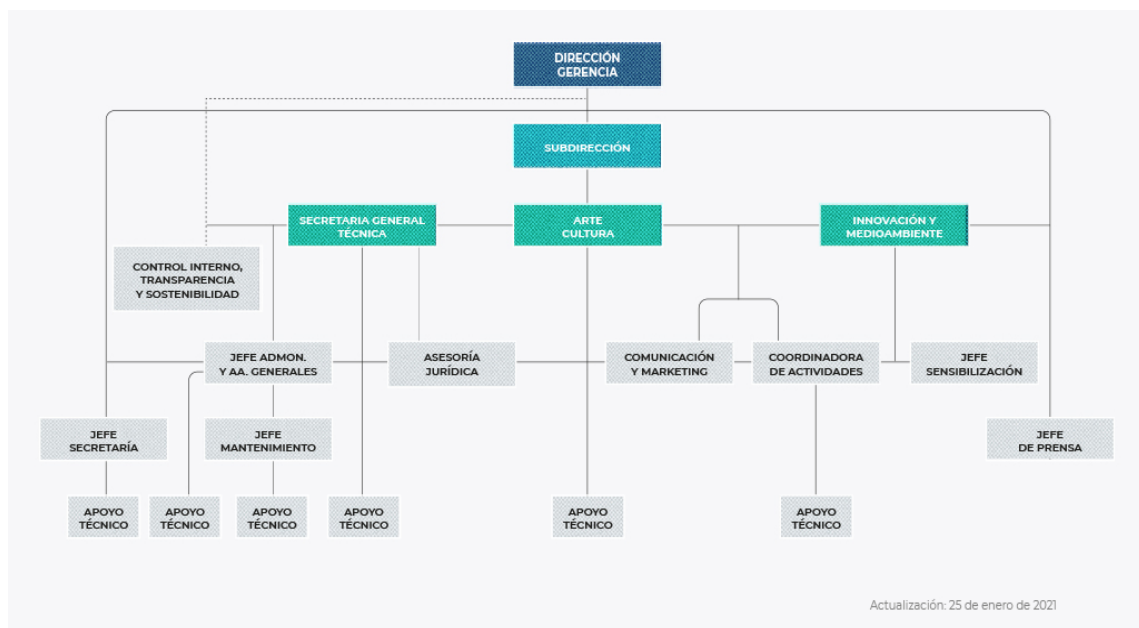 DIRECCIÓN
GERENCIA
SUBDIRECCIÓN
SECRETARIA GENERAL
TÉCNICA
ARTE
CULTURA
INNOVACIÓN Y
MEDIOAMBIENTE
CONTROL INTERNO,
TRANSPARENCIA
Y SOSTENIBILIDAD
JEFE ADMON.
Y AA. GENERALES
ASESORÍA
JURÍDICA
COMUNICACIÓN
Y MARKETING
COORDINADORA
DE ACTIVIDADES
JEFE
SENSIBILIZACIÓN
JEFE
SECRETARÍA
JEFE
MANTENIMIENTO
JEFE
DE PRENSA
APOYO
TÉCNICO
APOYO
TÉCNICO
APOYO
TÉCNICO
APOYO
TÉCNICO
APOYO
TÉCNICO
APOYO
TÉCNICO
Actualización: 25 de enero de 2021